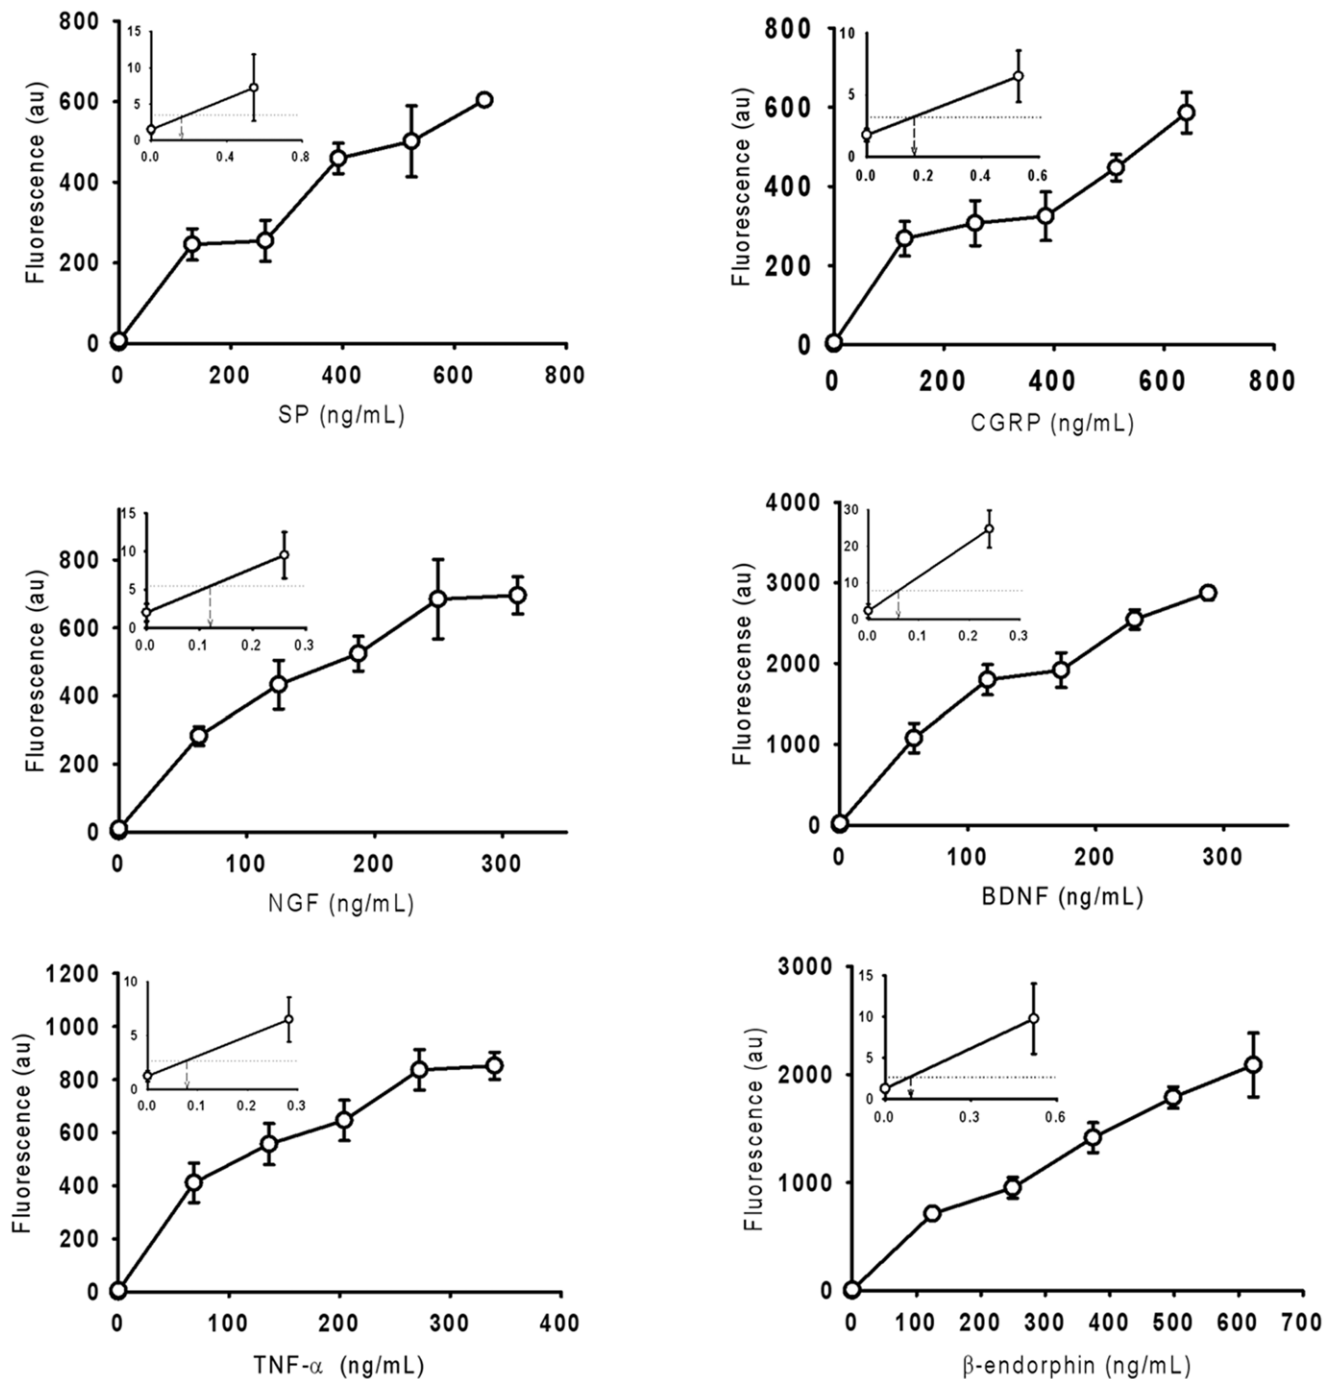 800
600
400
200
0
Fluorescence (au)
15
10
5
0
0.0 0.4 0.8
0 200 400 600 800
SP (ng/mL)
800
600
400
200
0
Fluorescence (au)
10
5
0
0.0 0.2 0.4 0.6
0 200 400 600 800
CGRP (ng/mL)
800
600
400
200
0
Fluorescence (au)
15
10
5
0
0.0 0.1 0.2 0.3
0 100 200 300
NGF (ng/mL)
4000
3000
2000
1000
0
Fluorescense (au)
30
20
10
0
0.0 0.1 0.2 0.3
0 100 200 300
BDNF (ng/mL)
1200
1000
800
600
400
200
0
Fluorescence (au)
10
5
0
0.0 0.1 0.2 0.3
0 100 200 300 400
TNF-α (ng/mL)
3000
2000
1000
0
Fluorescence (au)
15
10
5
0
0.0 0.3 0.6
0 100 200 300 400 500 600 700
β-endorphin (ng/mL)